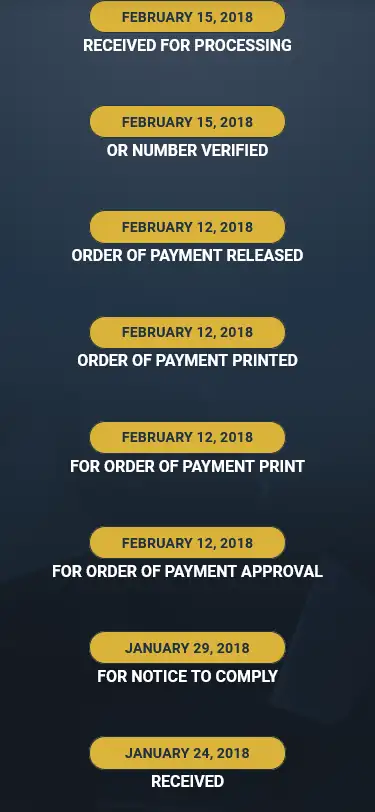 FEBRUARY 15, 2018
RECEIVED FOR PROCESSING
FEBRUARY 15, 2018
OR NUMBER VERIFIED
FEBRUARY 12, 2018
ORDER OF PAYMENT RELEASED
FEBRUARY 12, 2018
ORDER OF PAYMENT PRINTED
FEBRUARY 12, 2018
FOR ORDER OF PAYMENT PRINT
FEBRUARY 12, 2018
FOR ORDER OF PAYMENT APPROVAL
JANUARY 29, 2018
FOR NOTICE TO COMPLY
JANUARY 24, 2018
RECEIVED